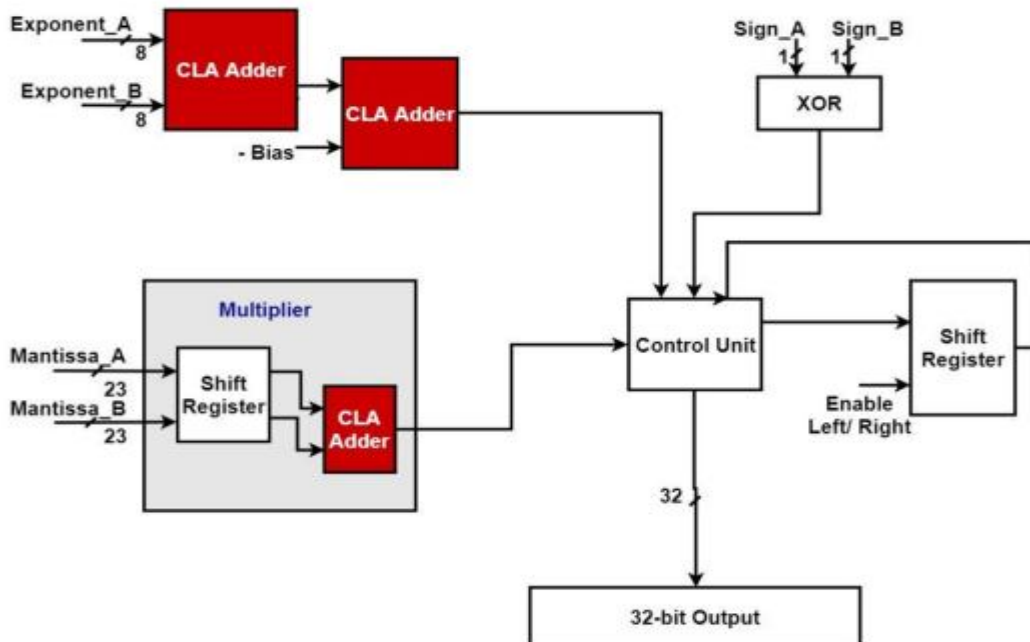 Exponent_A
8
CLA Adder
Exponent_B
8
CLA Adder
- Bias
Sign_A
Sign_B
1
1
XOR
Multiplier
Mantissa_A
23
Mantissa_B
23
Shift
Register
CLA
Adder
Control Unit
Shift
Register
Enable
Left/ Right
32
32-bit Output